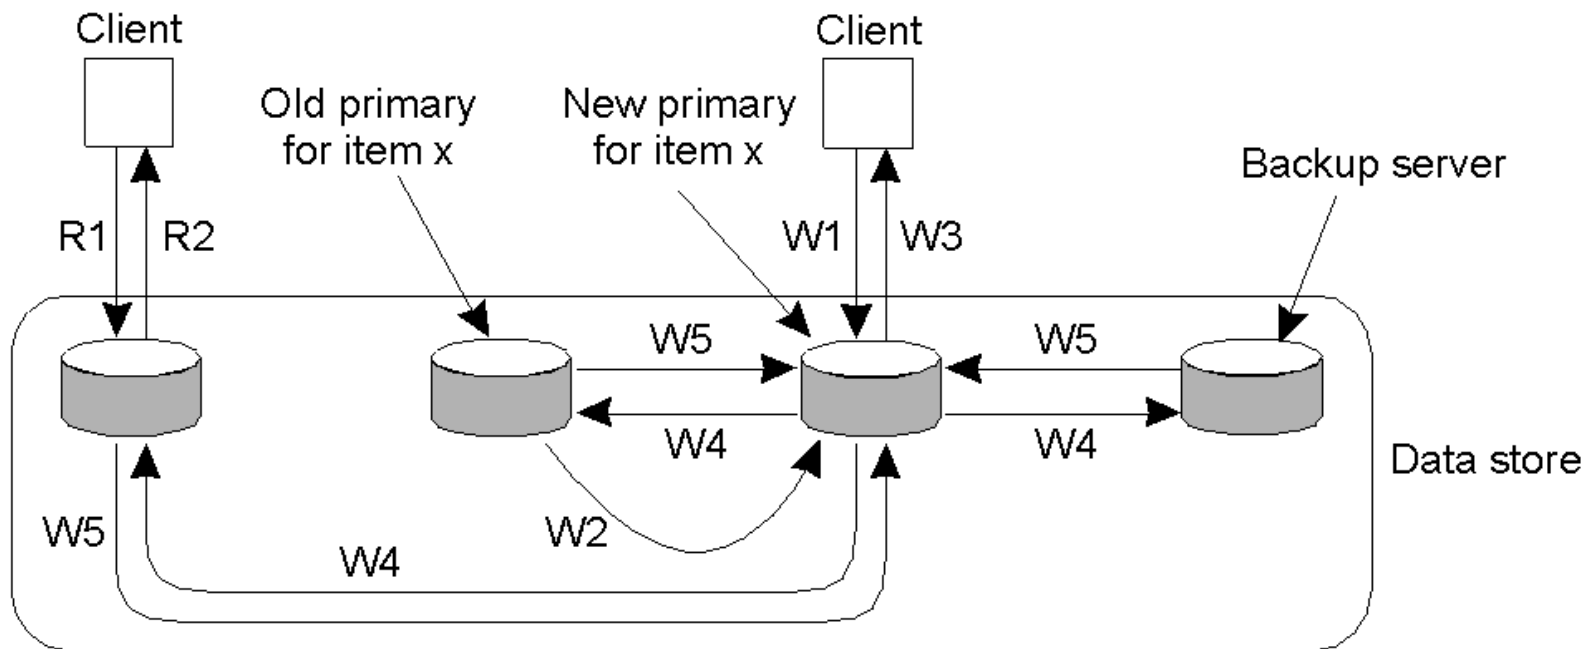 Client
Client
Old primary
for item x
New primary
for item x
Backup server
R1
R2
W1
W3
W5
W5
W4
W4
Data store
W5
W2
W4